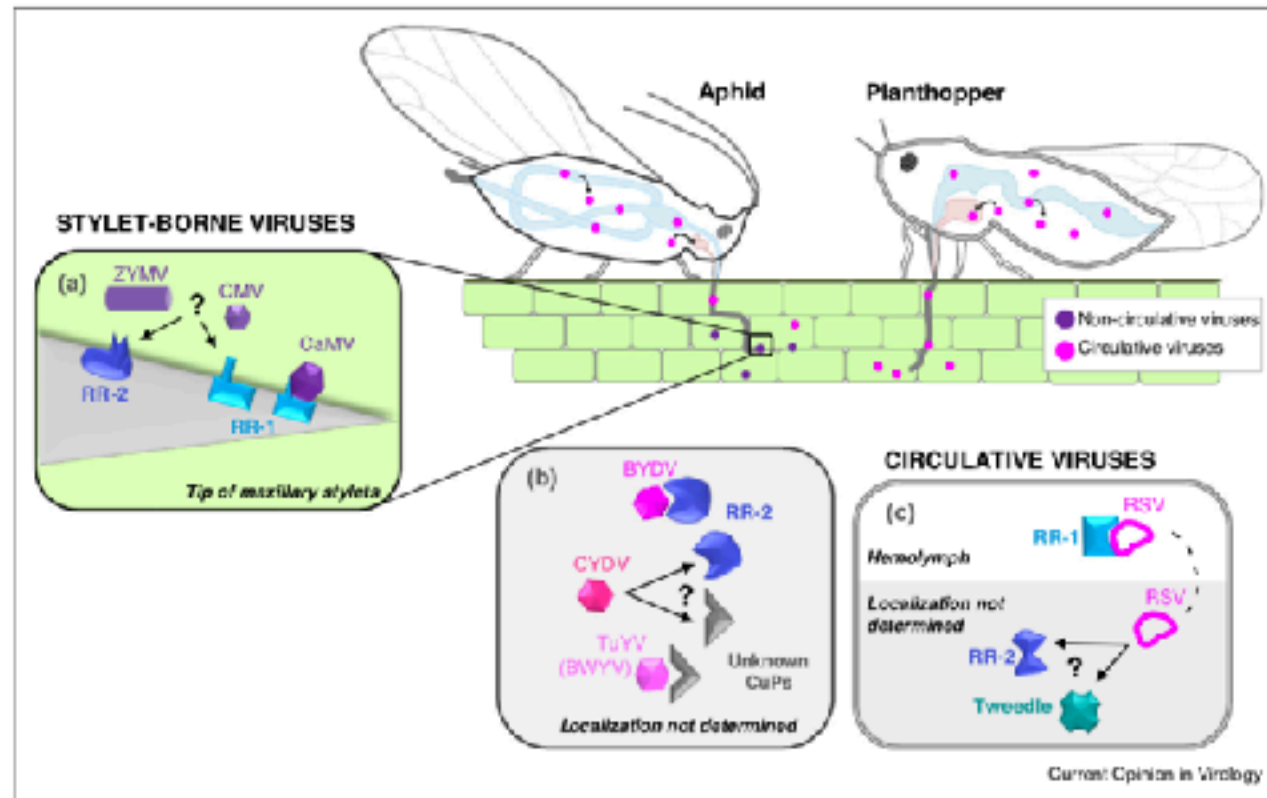 Aphid
Planthopper
STYLET-BORNE VIRUSES
(a)
ZYMV
?
CMV
CaMV
RR-2
RR-1
Tip of maxillary stylets
Non-circulative viruses
Circulative viruses
(b)
BYDV
RR-2
CYDV
?
TuYV
(BWYV)
Unknown
CuPs
Localization not determined
CIRCULATIVE VIRUSES
(c)
RSV
RR-1
Hemolymph
Localization not
determined
RSV
RR-2
?
Tweedle
Current Opinion in Virology